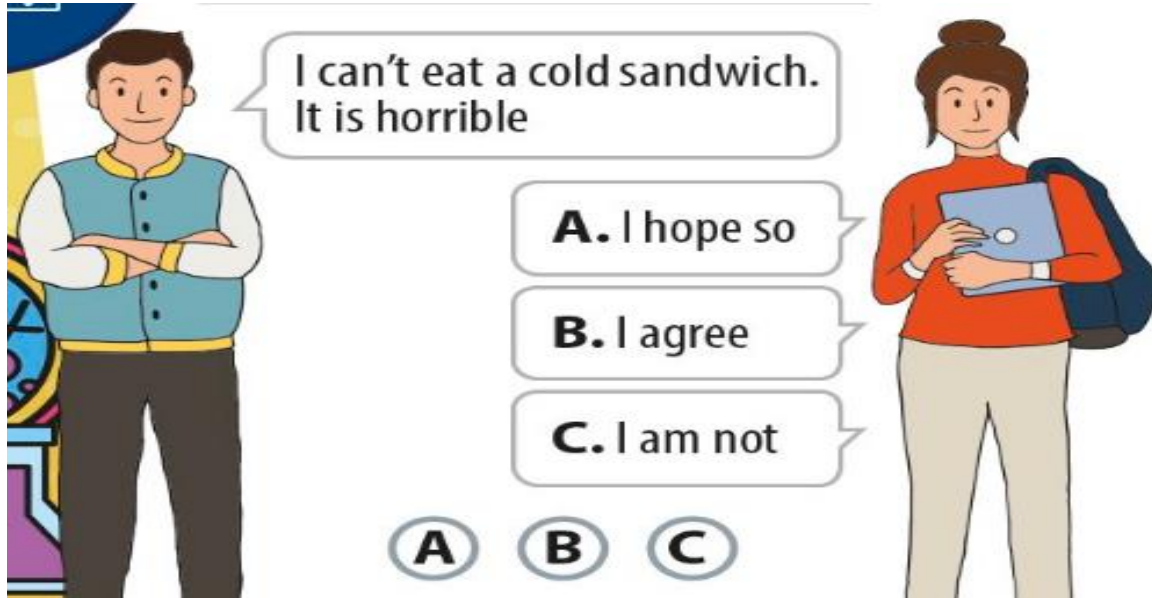 I can't eat a cold sandwich.
It is horrible
A. I hope so
B. I agree
C. I am not
A B C